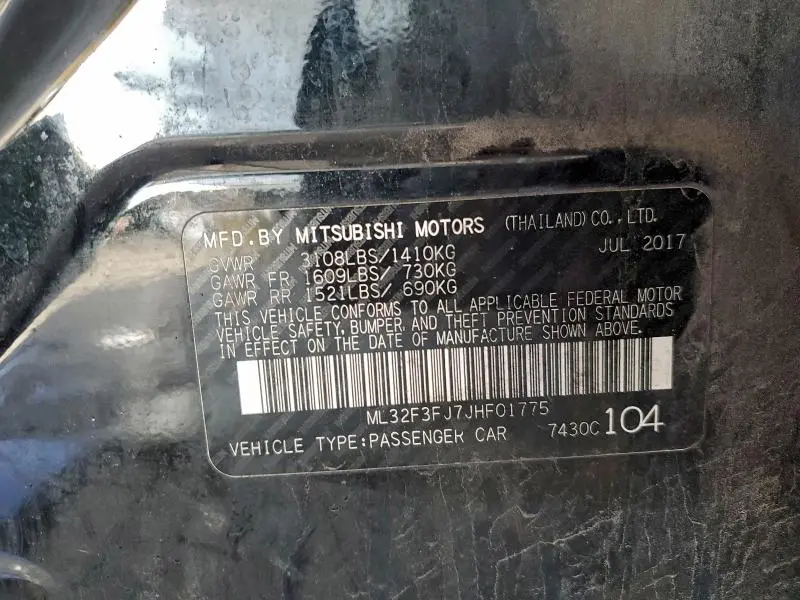 MFD.BY MITSUBISHI MOTORS (THAILAND) CO., LTD.
JUL 2017
GVWR 3108LBS/1410KG
GAWR FR 1609LBS/ 730KG
GAWR RR 1521LBS/ 690KG
THIS VEHICLE CONFORMS TO ALL APPLICABLE FEDERAL MOTOR
VEHICLE SAFETY, BUMPER, AND THEFT PREVENTION STANDARDS
IN EFFECT ON THE DATE OF MANUFACTURE SHOWN ABOVE.
ML32F3FJ7JHF01775
VEHICLE TYPE:PASSENGER CAR 7430C 104